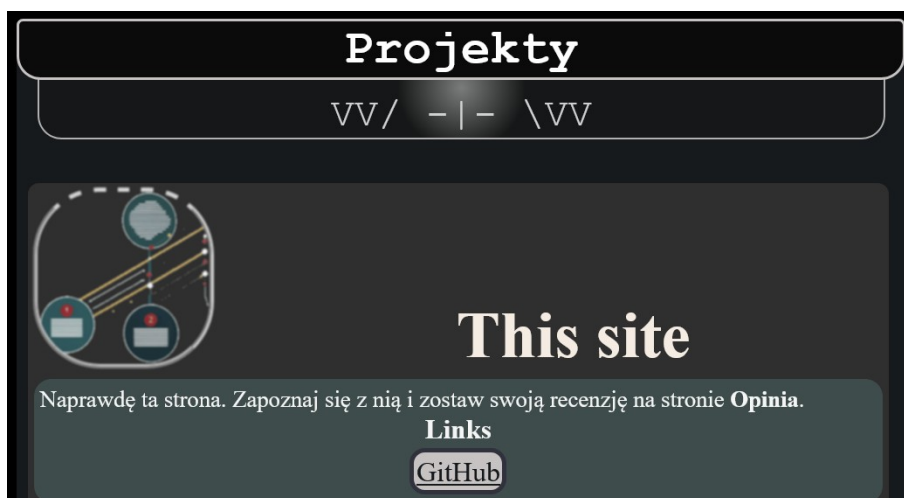 Projekty
VV/ -|- \VV
This site
Naprawdę ta strona. Zapoznaj się z nią i zostaw swoją recenzję na stronie Opinia.
Links
GitHub